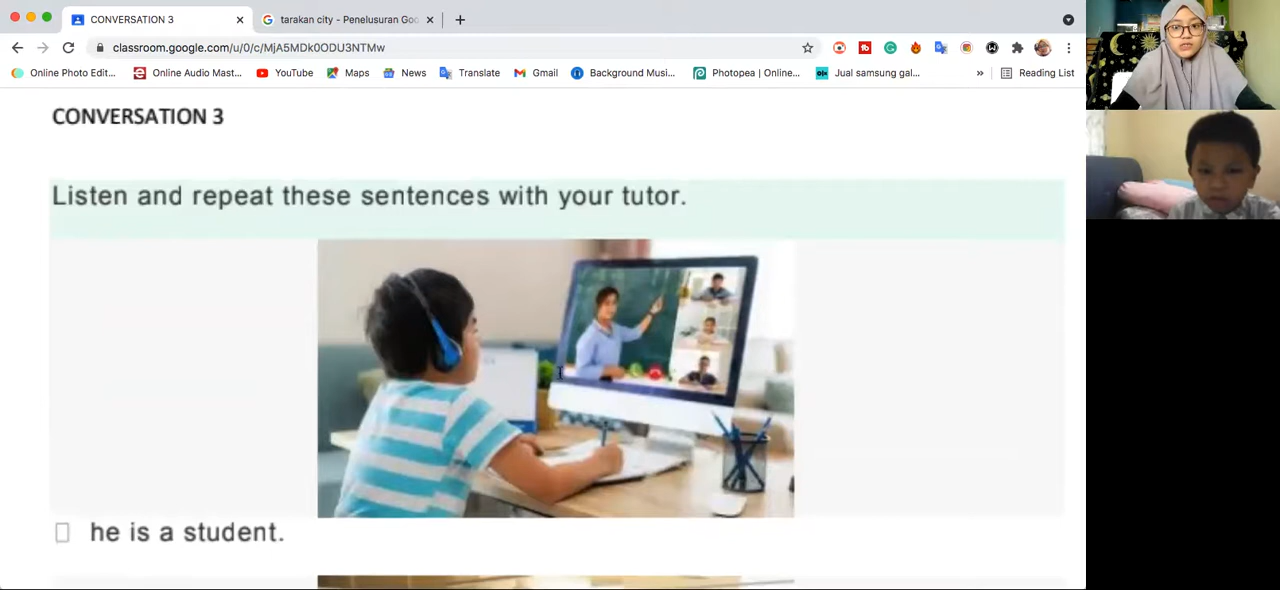 CONVERSATION 3
tarakan city - Penelusuran Goo
classroom.google.com/u/0/c/MjA5MDk0ODU3NTMw
Online Photo Edit...
Online Audio Mast...
YouTube
Maps
News
Translate
Gmail
Background Musi...
Photopea | Online...
Jual samsung gal...
»
Reading List
CONVERSATION 3
Listen and repeat these sentences with your tutor.
he is a student.